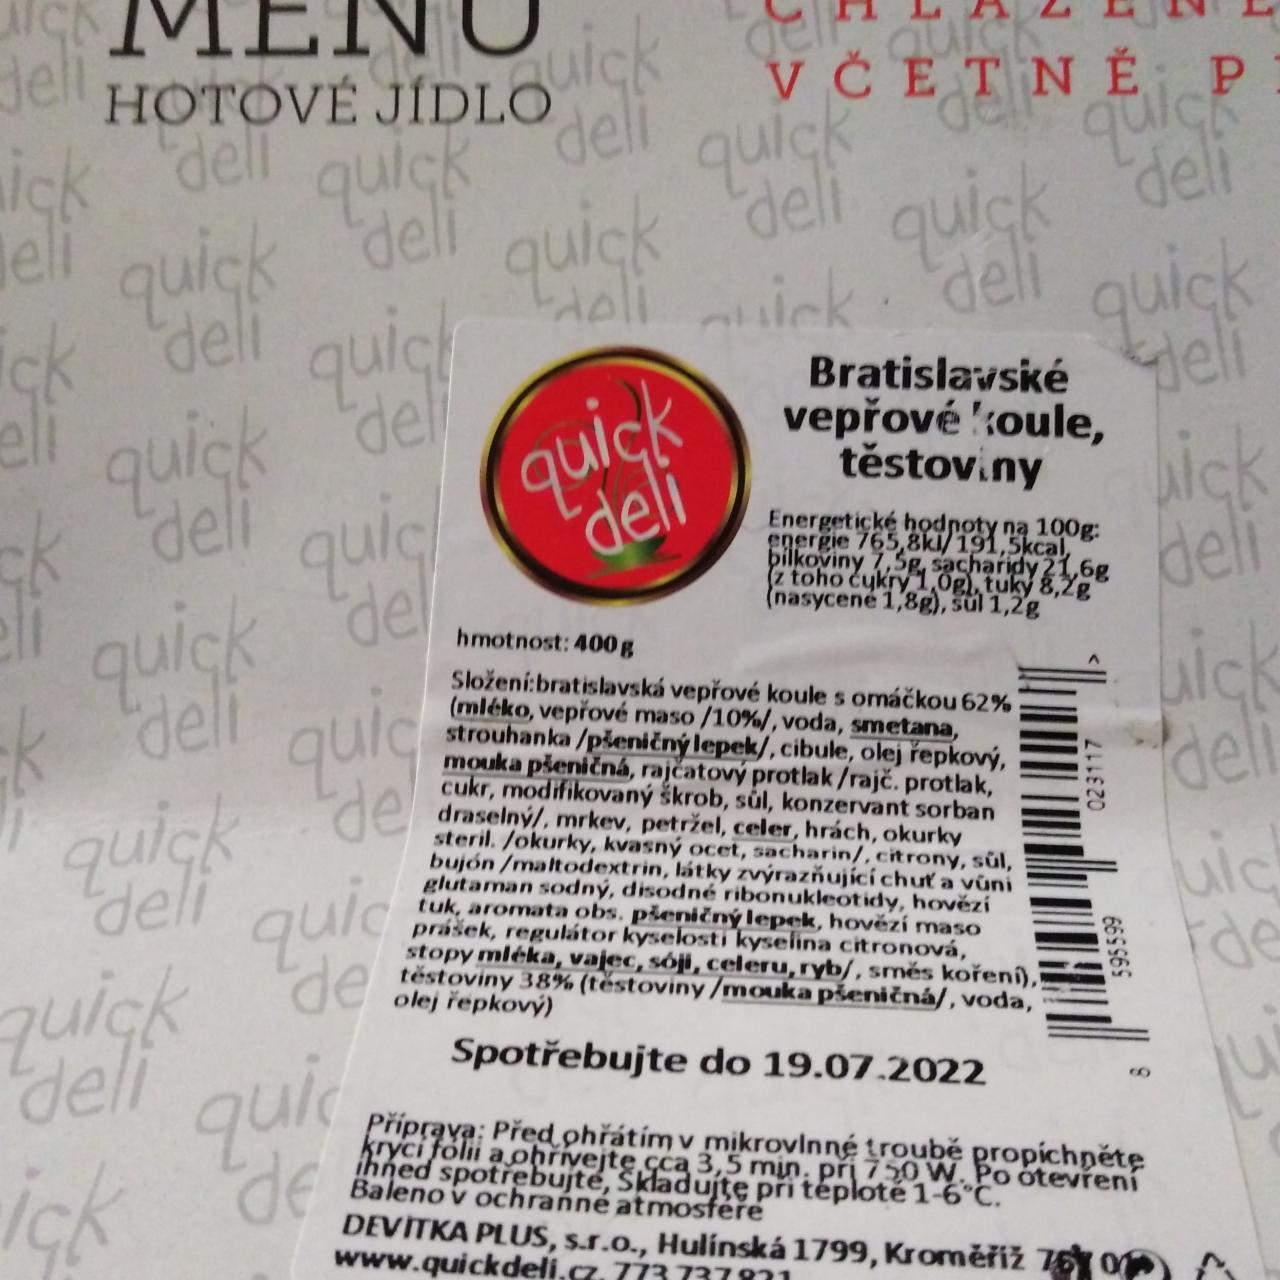 MENU
HOTOVÉ JÍDLO
CHLAZENÉ
VČETNĚ
quick
deli
Bratislavské
vepřové koule,
těstoviny
Energetické hodnoty na 100g:
energie 765,8kJ/191,5kcal,
bílkoviny 7,5g, sacharidy 21,6g
(z toho cukry 1,0g), tuky 8,2g
(nasycené 1,8g), sůl 1,2g
hmotnost: 400 g
Složení:bratislavská vepřové koule s omáčkou 62%
(mléko, vepřové maso /10%/, voda, smetana,
strouhanka /pšeničný lepek/, cibule, olej řepkový,
mouka pšeničná, rajčatový protlak /rajč. protlak,
cukr, modifikovaný škrob, sůl, konzervant sorban
draselný/, mrkev, petržel, celer, hrách, okurky
steril. /okurky, kvasný ocet, sacharin/, citrony, sůl,
bujón /maltodextrin, látky zvýrazňující chuť a vůni
glutaman sodný, disodné ribonukleotidy, hovězí
tuk, aromata obs. pšeničný lepek, hovězí maso
prášek, regulátor kyselosti kyselina citronová,
stopy mléka, vajec, sóji, celeru, ryb/, směs koření),
těstoviny 38% (těstoviny /mouka pšeničná/, voda,
olej řepkový)
8 595599 023117 >
Spotřebujte do 19.07.2022
Příprava: Před ohřátím v mikrovlnné troubě propíchněte
krycí fólii a ohřívejte cca 3,5 min. při 750 W. Po otevření
ihned spotřebujte, Skladujte při teplotě 1-6°C.
Baleno v ochranné atmosféře
DEVÍTKA PLUS, s.r.o., Hulínská 1799, Kroměříž
www.quickdeli.cz, 773 737 821